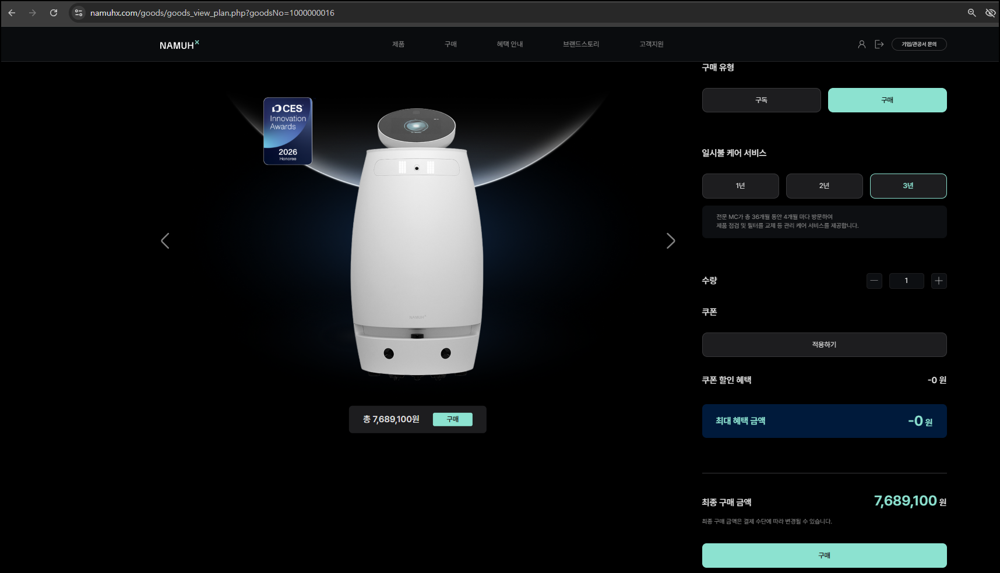 namuhx.com/goods/goods_view_plan.php?goodsNo=1000000016
NAMUHX
제품
구매
혜택 안내
브랜드스토리
고객지원
기업/관공서 문의
CES
Innovation
Awards
2026
Honoree
NAMUHX
총 7,689,100원
구매
구매 유형
구독
구매
일시불 케어 서비스
1년
2년
3년
전문 MC가 총 36개월 동안 4개월 마다 방문하여
제품 점검 및 필터를 교체 등 관리 케어 서비스를 제공합니다.
수량
1
쿠폰
적용하기
쿠폰 할인 혜택
-0 원
최대 혜택 금액
-0 원
최종 구매 금액
7,689,100 원
최종 구매 금액은 결제 수단에 따라 변경될 수 있습니다.
구매